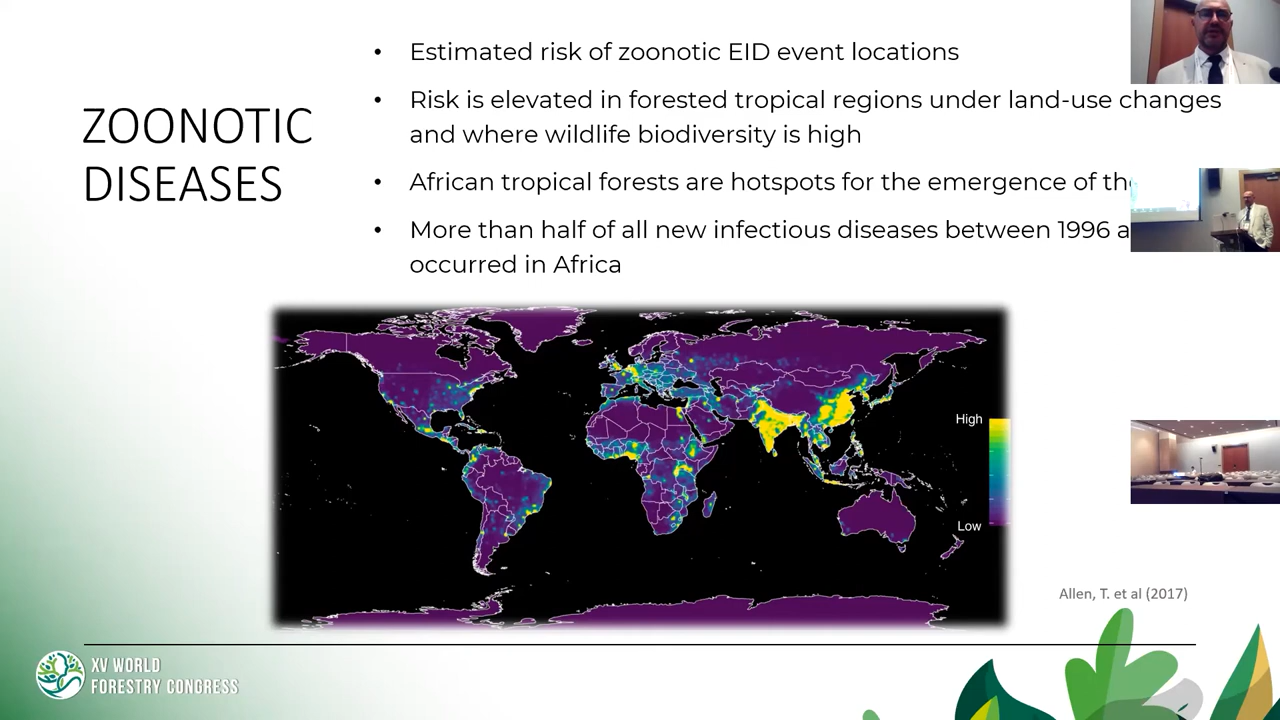 ZOONOTIC
DISEASES
• Estimated risk of zoonotic EID event locations
• Risk is elevated in forested tropical regions under land-use changes
and where wildlife biodiversity is high
• African tropical forests are hotspots for the emergence of
• More than half of all new infectious diseases between 1996
occurred in Africa
High
Low
Allen, T. et al (2017)
XV WORLD
FORESTRY CONGRESS